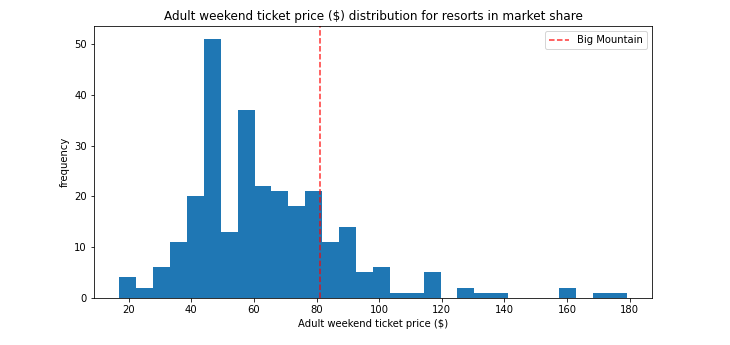 Adult weekend ticket price ($) distribution for resorts in market share
Big Mountain
50
40
30
20
10
0
frequency
20 40 60 80 100 120 140 160 180
Adult weekend ticket price ($)